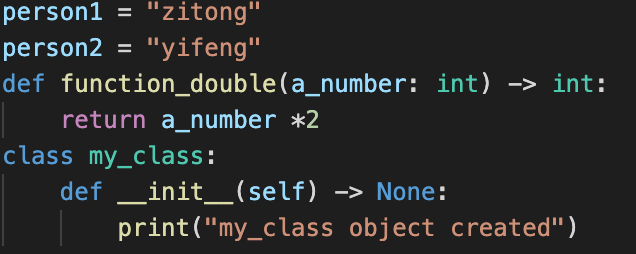 person1 = "zitong"
person2 = "yifeng"
def function_double(a_number: int) -> int:
    return a_number *2
class my_class:
    def __init__(self) -> None:
        print("my_class object created")